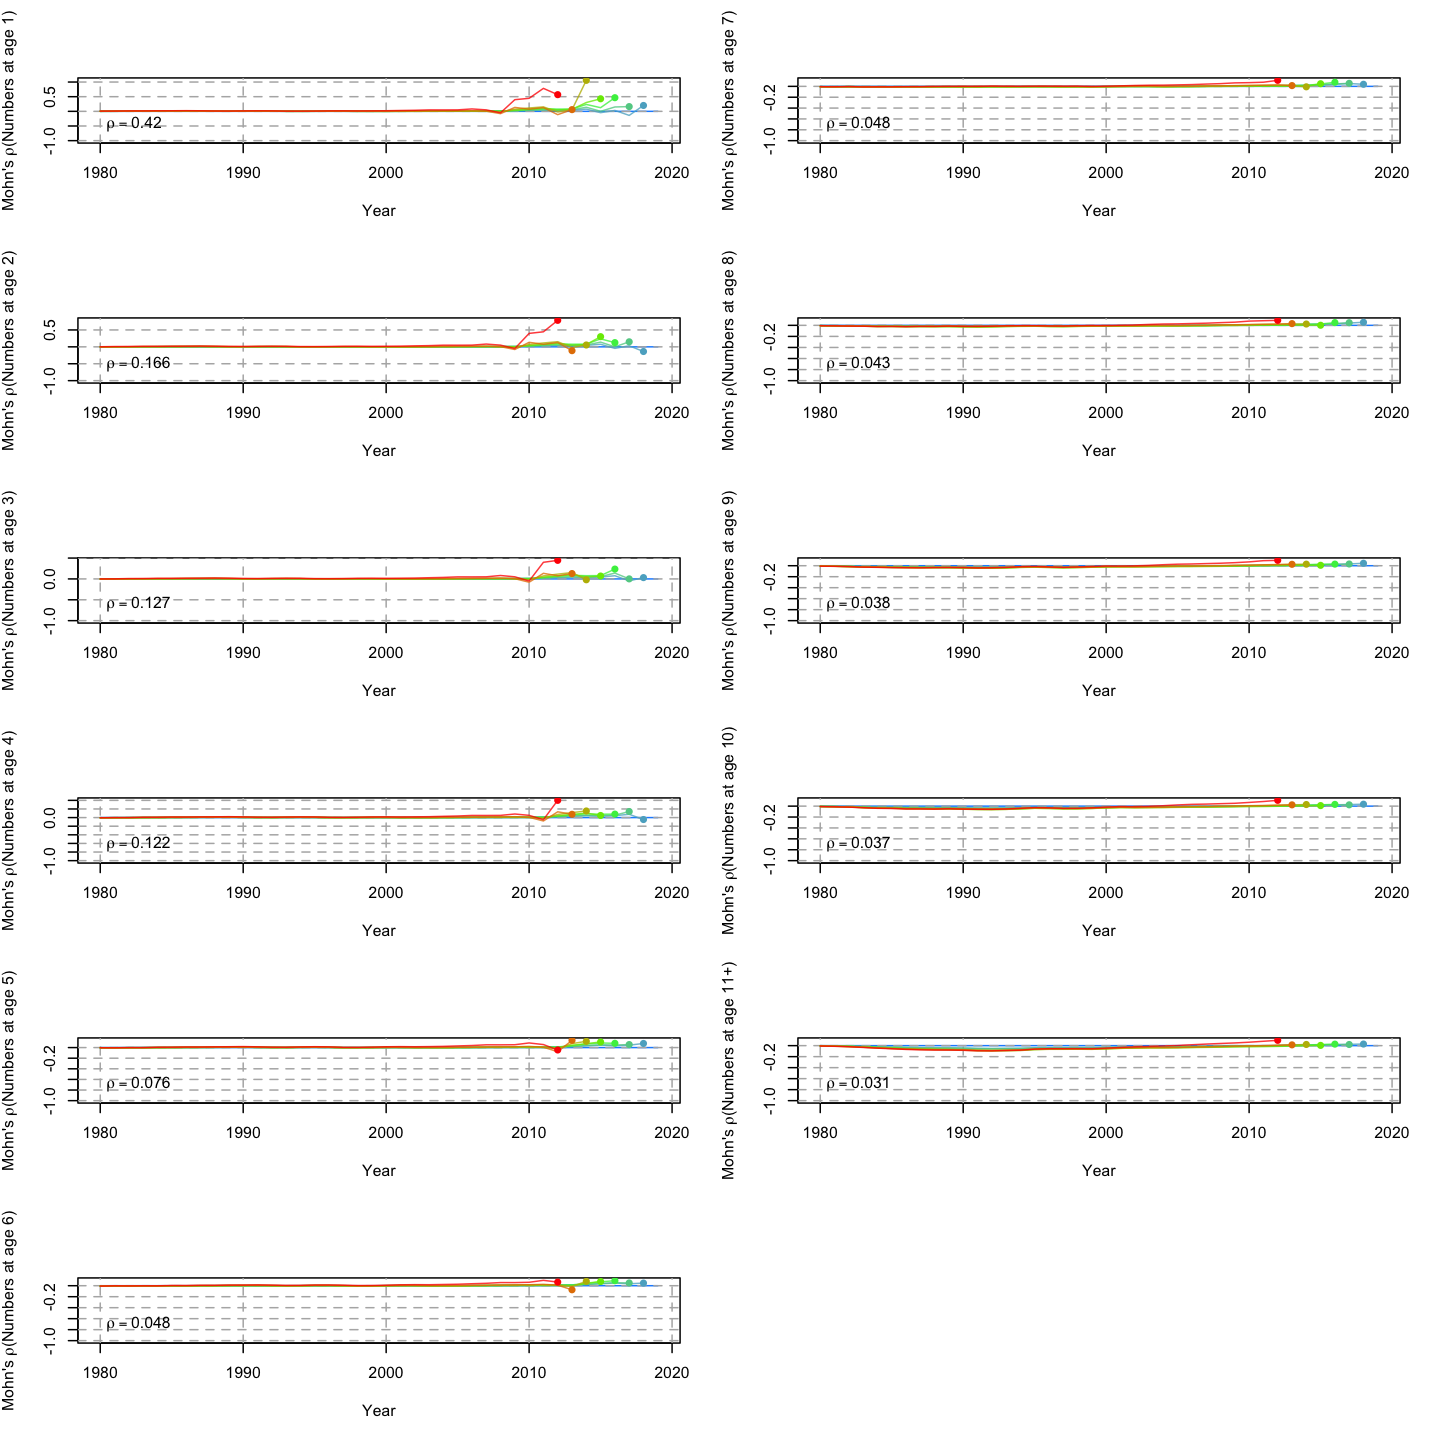 Mohn's ρ(Numbers at age 1)
0.5
-1.0
ρ = 0.42
1980 1990 2000 2010 2020
Year
Mohn's ρ(Numbers at age 2)
0.5
-1.0
ρ = 0.166
1980 1990 2000 2010 2020
Year
Mohn's ρ(Numbers at age 3)
0.0
-1.0
ρ = 0.127
1980 1990 2000 2010 2020
Year
Mohn's ρ(Numbers at age 4)
0.0
-1.0
ρ = 0.122
1980 1990 2000 2010 2020
Year
Mohn's ρ(Numbers at age 5)
-0.2
-1.0
ρ = 0.076
1980 1990 2000 2010 2020
Year
Mohn's ρ(Numbers at age 6)
-0.2
-1.0
ρ = 0.048
1980 1990 2000 2010 2020
Year
Mohn's ρ(Numbers at age 7)
-0.2
-1.0
ρ = 0.048
1980 1990 2000 2010 2020
Year
Mohn's ρ(Numbers at age 8)
-0.2
-1.0
ρ = 0.043
1980 1990 2000 2010 2020
Year
Mohn's ρ(Numbers at age 9)
-0.2
-1.0
ρ = 0.038
1980 1990 2000 2010 2020
Year
Mohn's ρ(Numbers at age 10)
-0.2
-1.0
ρ = 0.037
1980 1990 2000 2010 2020
Year
Mohn's ρ(Numbers at age 11+)
-0.2
-1.0
ρ = 0.031
1980 1990 2000 2010 2020
Year